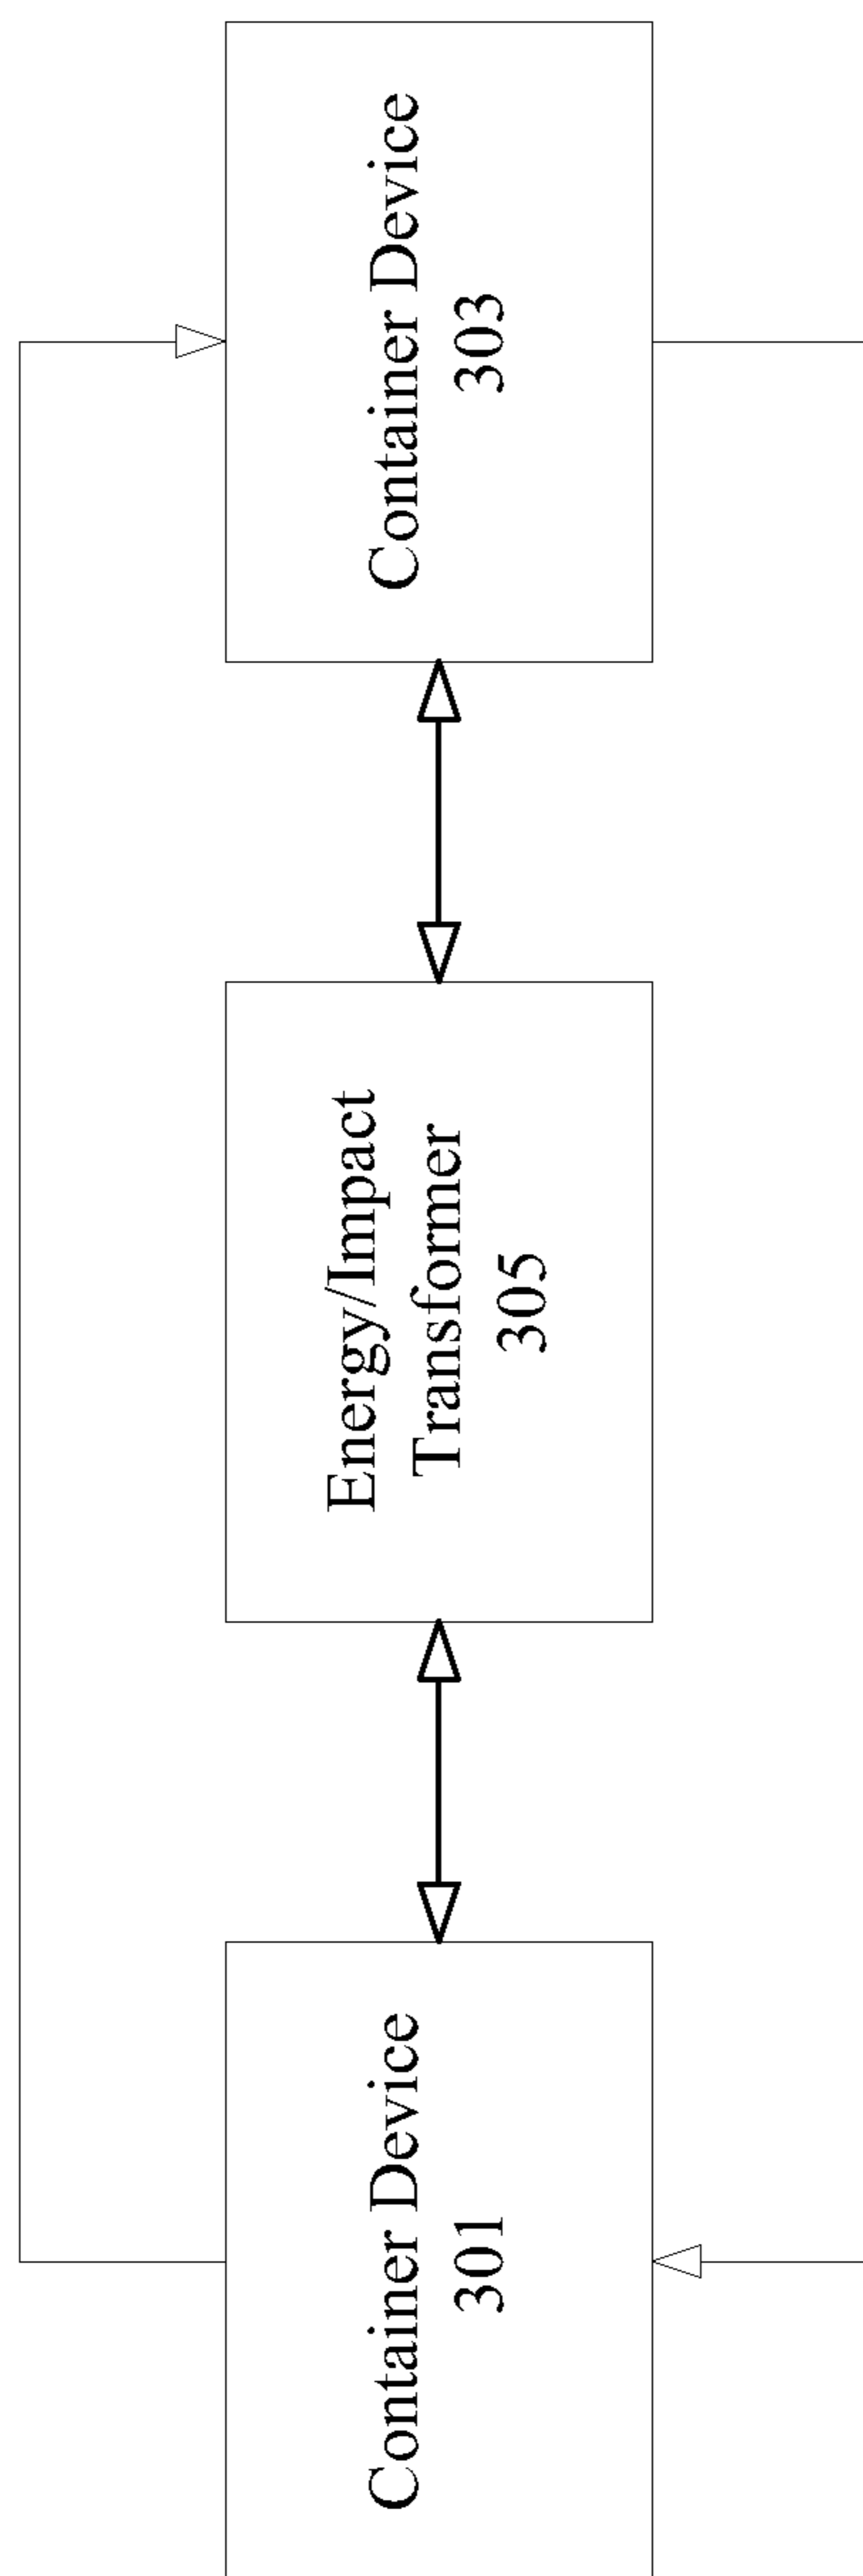 Container Device
301
Energy/Impact
Transformer
305
Container Device
303